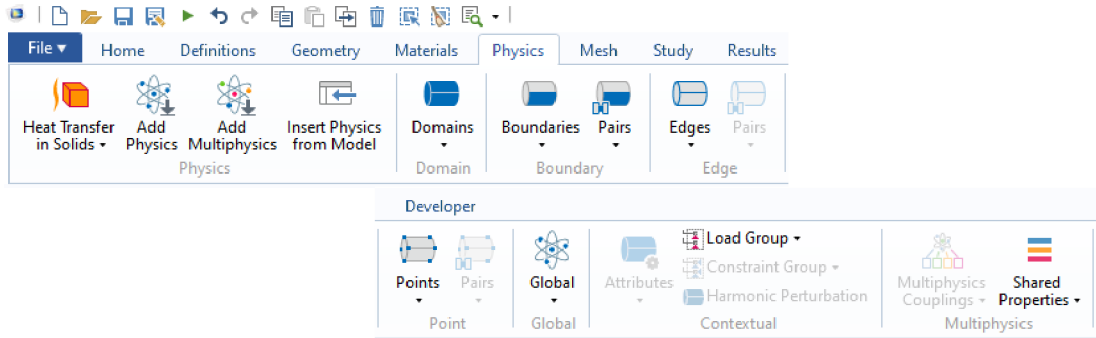 File Home Definitions Geometry Materials Physics Mesh Study Results
Heat Transfer Add Add Insert Physics Domains Boundaries Pairs Edges Pairs
in Solids Physics Multiphysics from Model
Physics Domain Boundary Edge
Developer
Load Group
Points Pairs Global Attributes Constraint Group Multiphysics Shared
Harmonic Perturbation Couplings Properties
Point Global Contextual Multiphysics